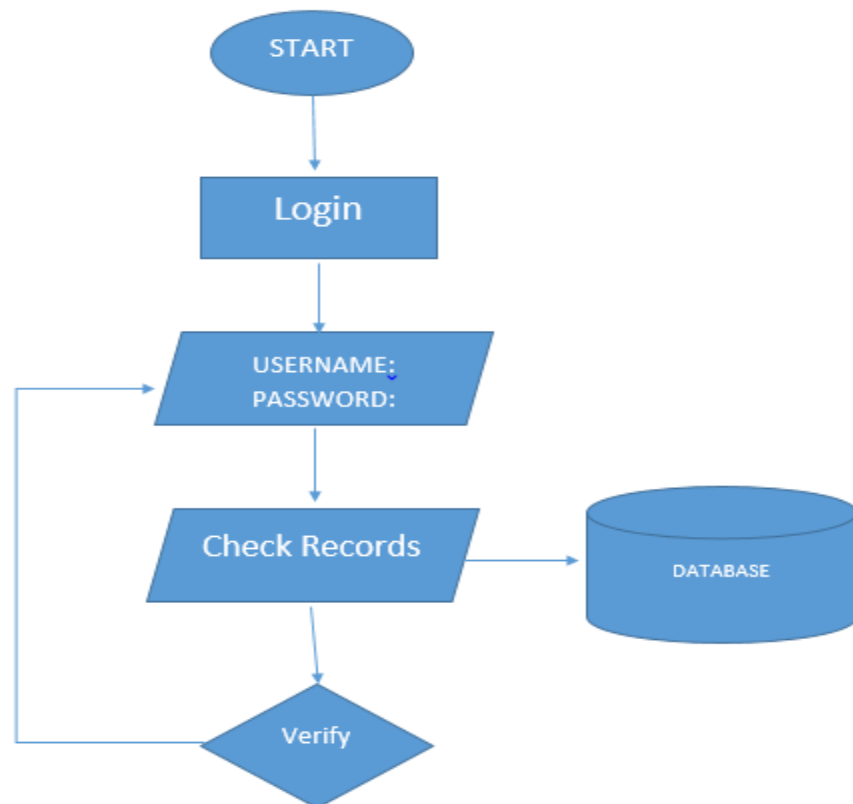 START
Login
USERNAME:
PASSWORD:
Check Records
DATABASE
Verify